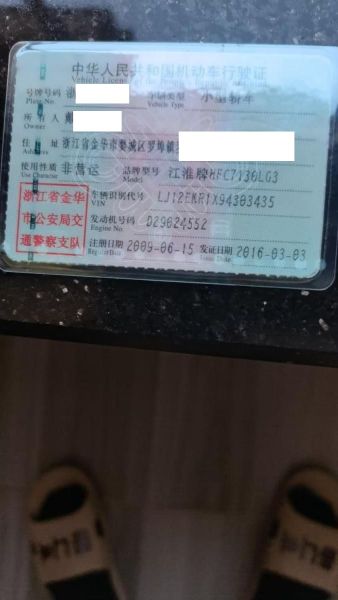 中华人民共和国机动车行驶证
Vehicle License of the People's Republic of China
号牌号码 浙 车辆类型 小型轿车
Plate No. Vehicle Type
所有人 戴
Owner
住址 浙江省金华市婺城区罗埠镇
Address
使用性质 非营运 品牌型号 江淮牌HFC7130LG3
Use Character Model
浙江省金华
市公安局交
通警察支队
车辆识别代号 LJ12EKR1X94303435
VIN
发动机号码 D29024552
Engine No.
注册日期 2009-06-15 发证日期 2016-03-03
Register Date Issue Date